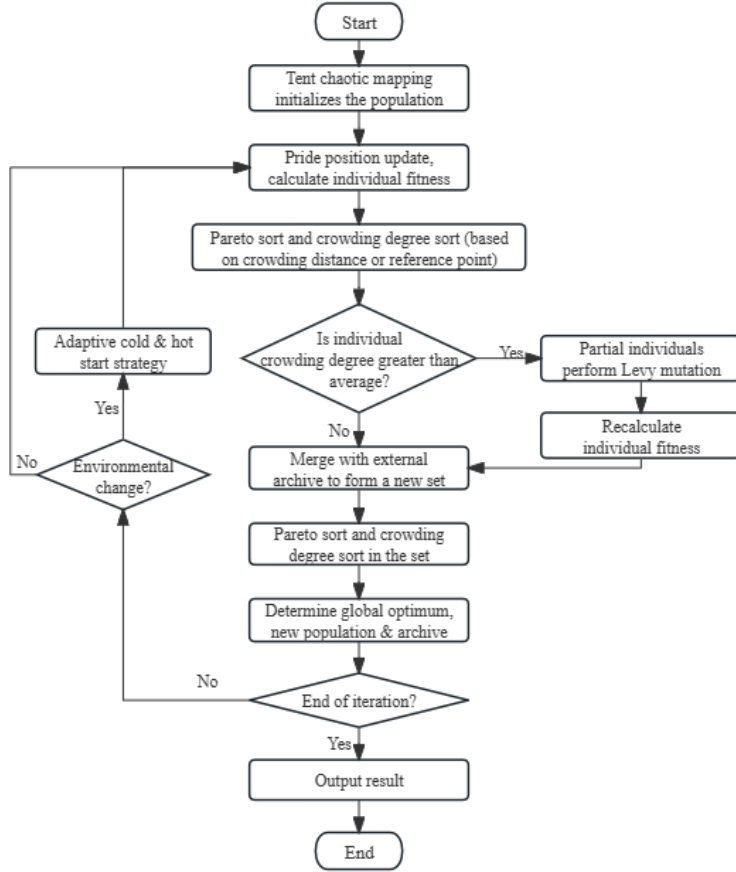 Start
Tent chaotic mapping
initializes the population
Pride position update,
calculate individual fitness
Pareto sort and crowding degree sort (based
on crowding distance or reference point)
Is individual
crowding degree greater than
average?
Yes
Partial individuals
perform Levy mutation
Recalculate
individual fitness
No
Merge with external
archive to form a new set
Pareto sort and crowding
degree sort in the set
Determine global optimum,
new population & archive
End of iteration?
No
Environmental
change?
No
Yes
Adaptive cold & hot
start strategy
Yes
Output result
End